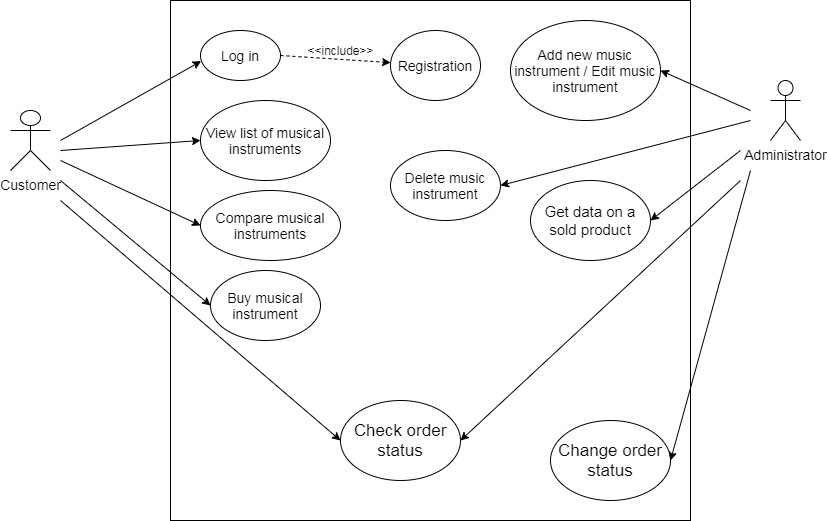 Log in
<<include>>
Registration
Add new music
instrument / Edit music
instrument
View list of musical
instruments
Customer
Administrator
Delete music
instrument
Compare musical
instruments
Get data on a
sold product
Buy musical
instrument
Check order
status
Change order
status